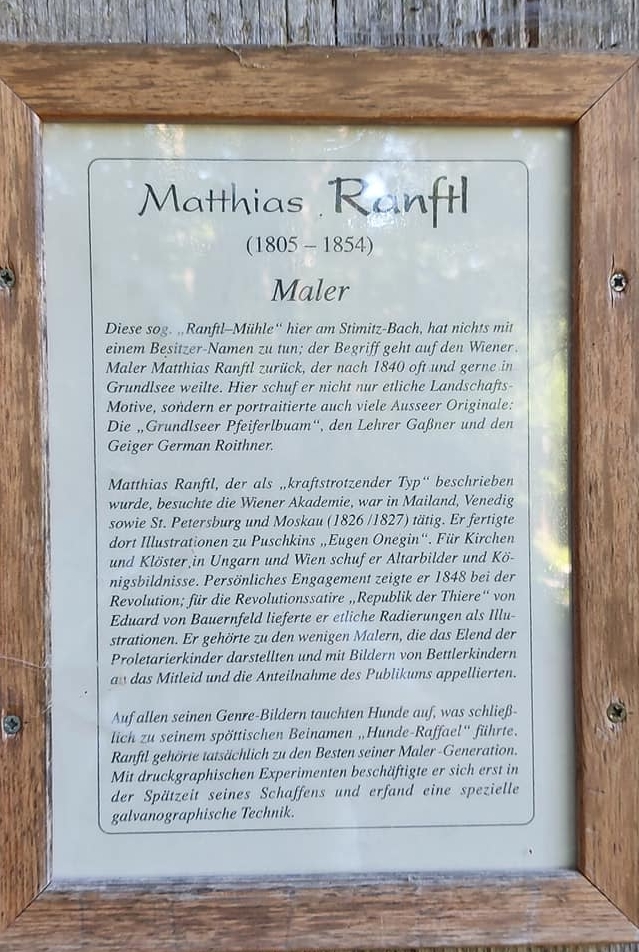 Matthias Ranftl
(1805 – 1854)
Maler
Diese sog. „Ranftl–Mühle“ hier am Stimitz-Bach, hat nichts mit
einem Besitzer-Namen zu tun; der Begriff geht auf den Wiener
Maler Matthias Ranftl zurück, der nach 1840 oft und gerne in
Grundlsee weilte. Hier schuf er nicht nur etliche Landschafts-
Motive, sondern er portraitierte auch viele Ausseer Originale:
Die „Grundlseer Pfeiferlbuam“, den Lehrer Gaßner und den
Geiger German Roithner.
Matthias Ranftl, der als „kraftstrotzender Typ“ beschrieben
wurde, besuchte die Wiener Akademie, war in Mailand, Venedig
sowie St. Petersburg und Moskau (1826 /1827) tätig. Er fertigte
dort Illustrationen zu Puschkins „Eugen Onegin“. Für Kirchen
und Klöster in Ungarn und Wien schuf er Altarbilder und Kö-
nigsbildnisse. Persönliches Engagement zeigte er 1848 bei der
Revolution; für die Revolutionssatire „Republik der Thiere“ von
Eduard von Bauernfeld lieferte er etliche Radierungen als Illu-
strationen. Er gehörte zu den wenigen Malern, die das Elend der
Proletarierkinder darstellten und mit Bildern von Bettlerkindern
an das Mitleid und die Anteilnahme des Publikums appellierten.
Auf allen seinen Genre-Bildern tauchten Hunde auf, was schließ-
lich zu seinem spöttischen Beinamen „Hunde-Raffael“ führte.
Ranftl gehörte tatsächlich zu den Besten seiner Maler-Generation.
Mit druckgraphischen Experimenten beschäftigte er sich erst in
der Spätzeit seines Schaffens und erfand eine spezielle
galvanographische Technik.